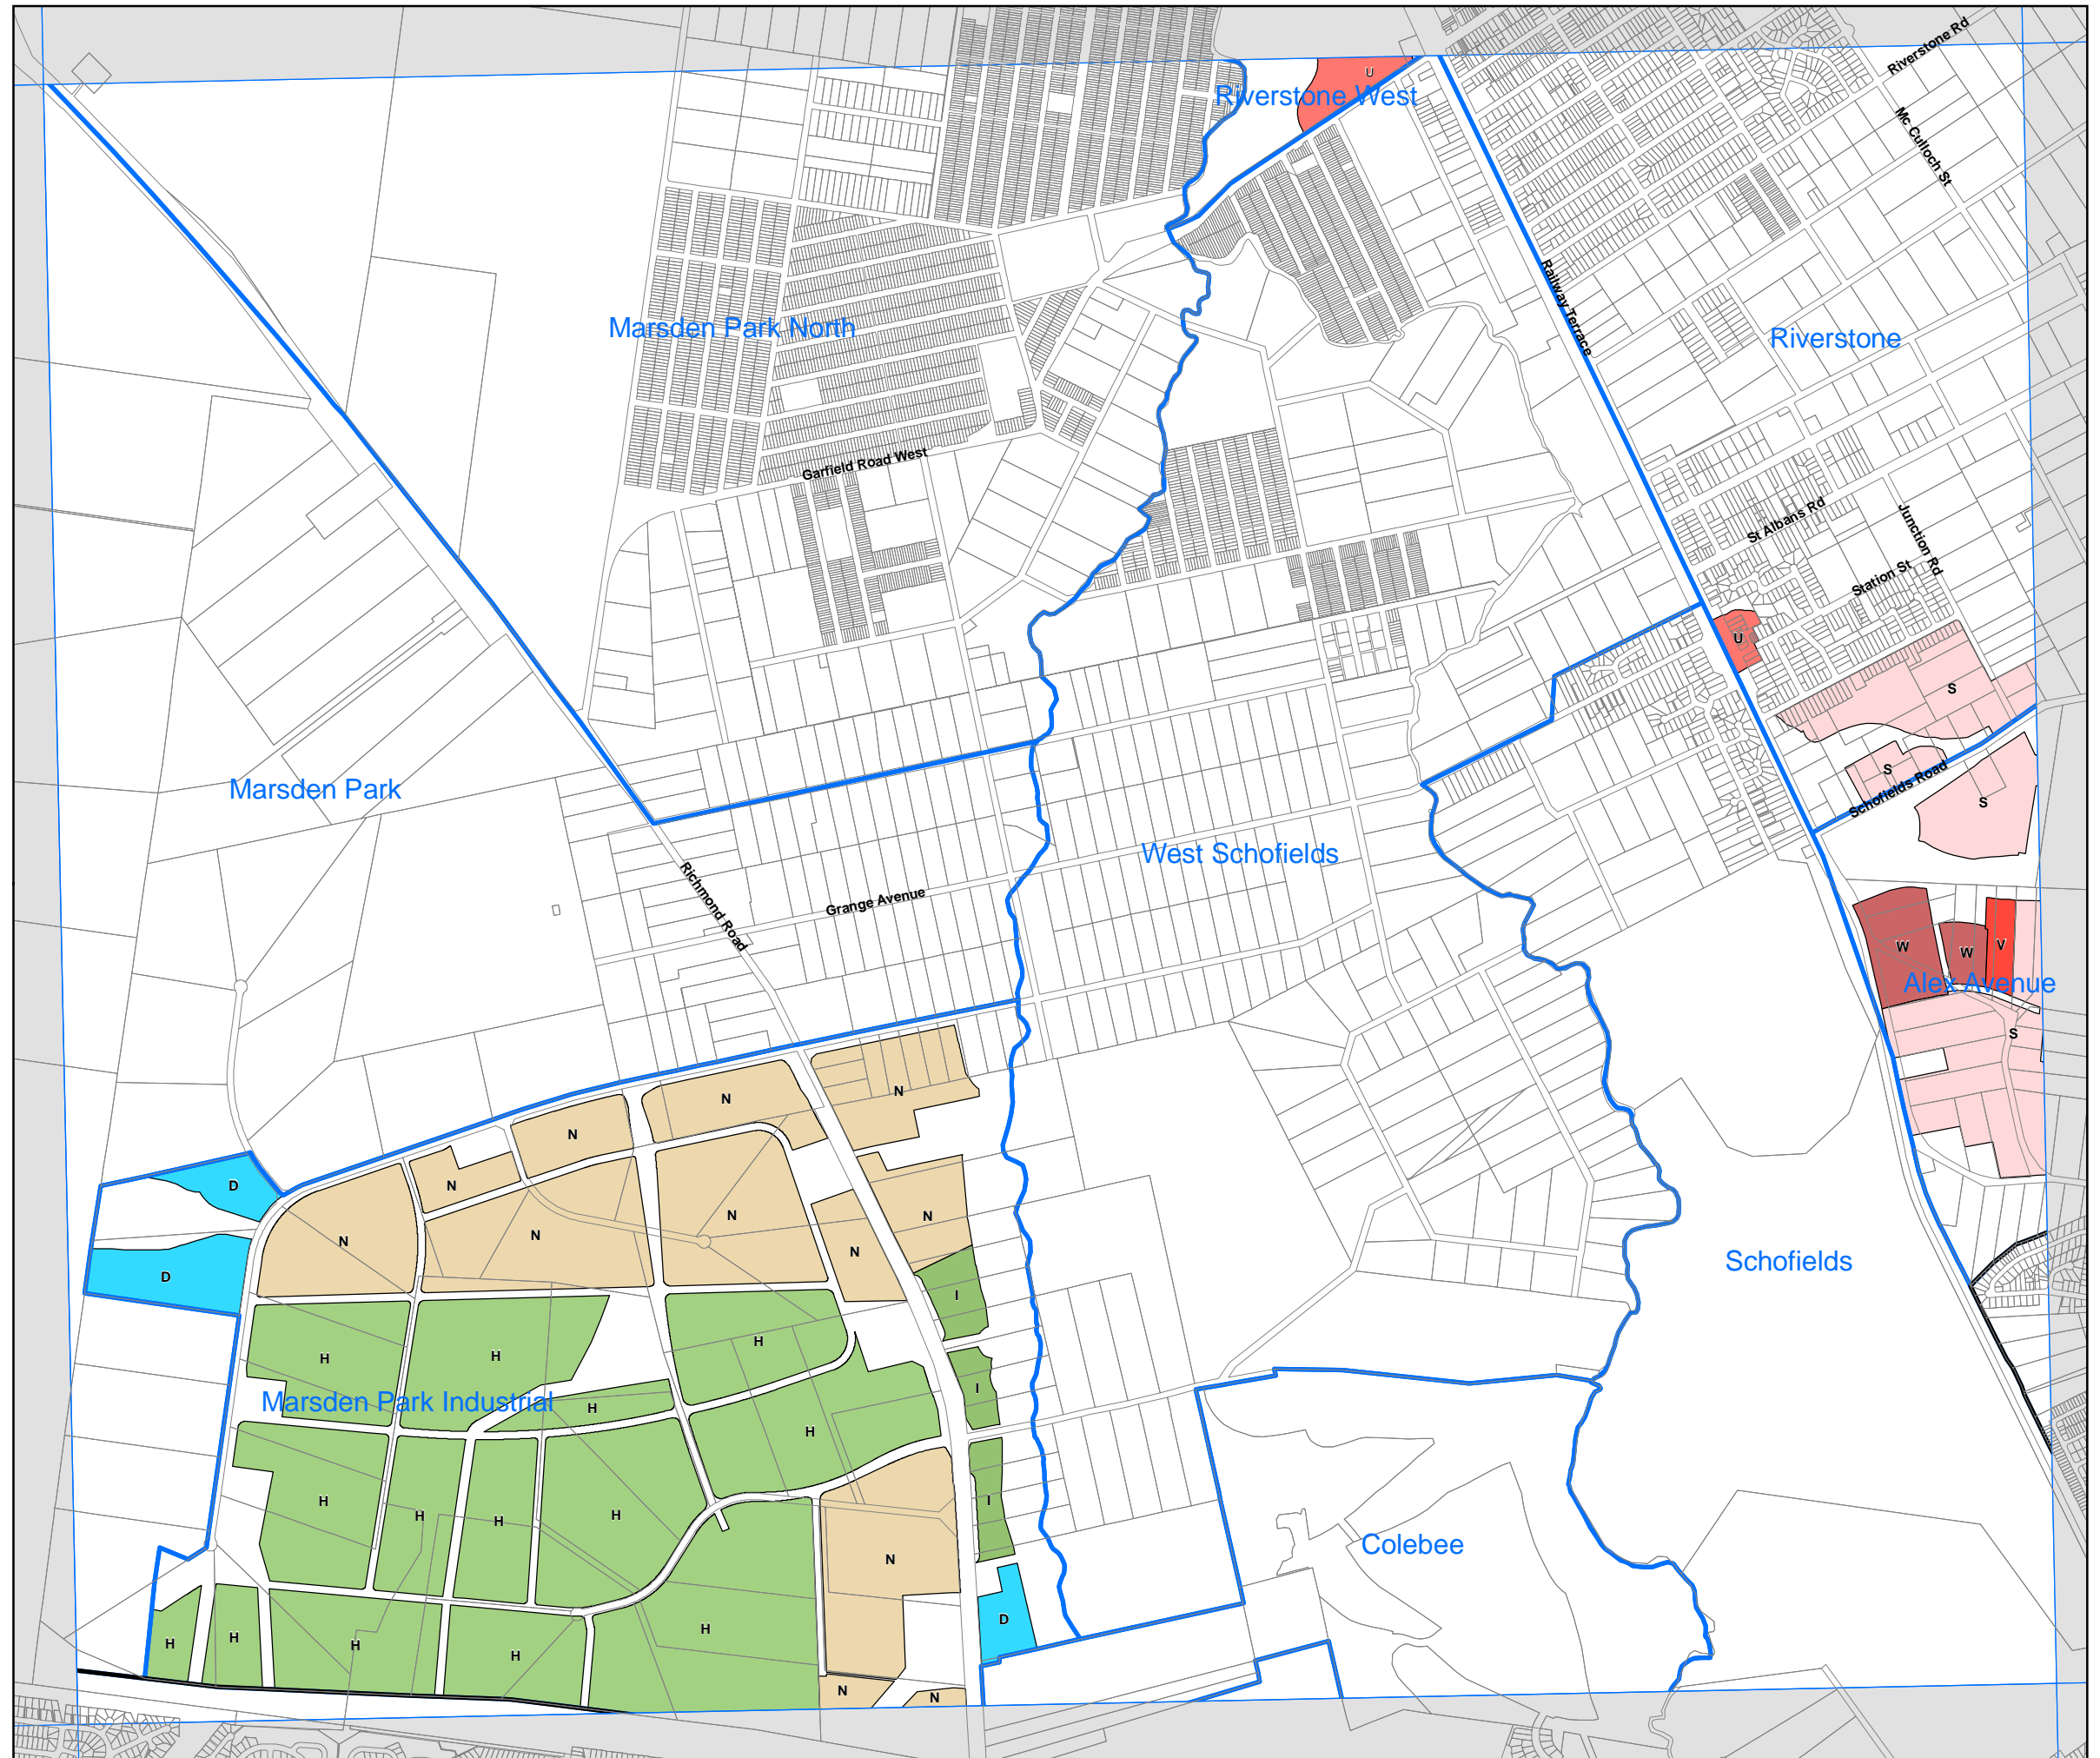 Riverstone Rd
U
Riverstone West
Mc Culloch St
Railway Terrace
Marsden Park North
Riverstone
Garfield Road West
St Albans Rd
Junction Rd
Station St
U
S
Marsden Park
S
Schofields Road
S
West Schofields
Richmond Road
Grange Avenue
W
W
V
Alex Avenue
S
N
N
N
D
N
N
N
N
N
N
N
D
Schofields
I
H
H
H
I
Marsden Park Industrial
H
H
H
I
H
H
H
Colebee
N
D
H
H
H
H
H
N
N